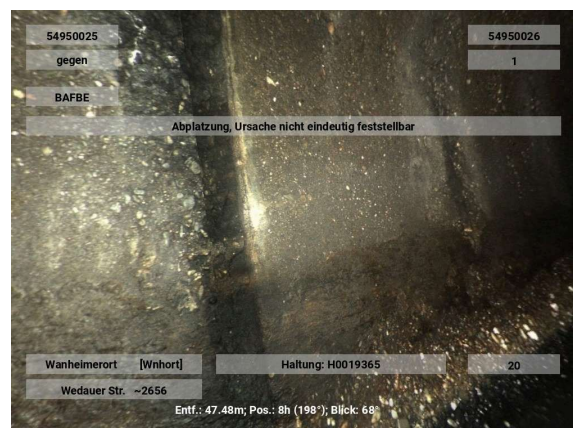 54950025 54950026
gegen 1
BAFBE
Abplatzung, Ursache nicht eindeutig feststellbar
Wanheimerort [Wnhort] Haltung: H0019365 20
Wedauer Str. ~2656
Entf.: 47.48m; Pos.: 8h (198°); Blick: 68°